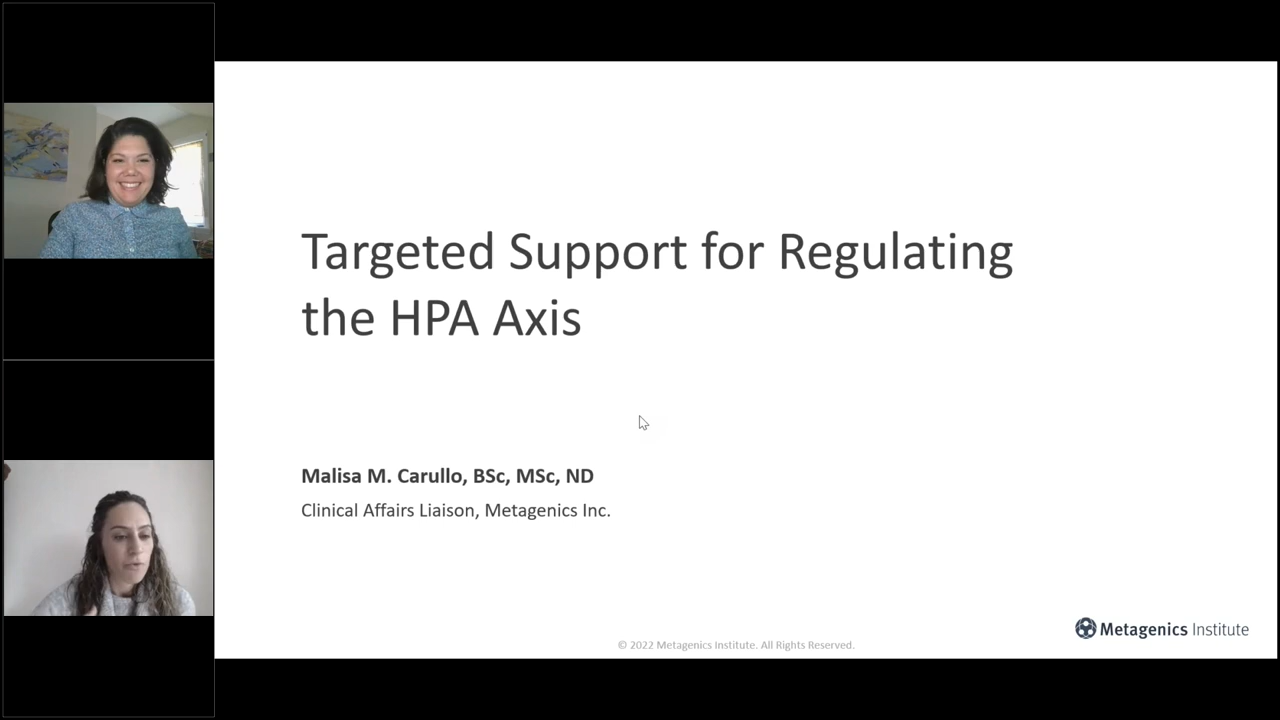 Targeted Support for Regulating
the HPA Axis
Malisa M. Carullo, BSc, MSc, ND
Clinical Affairs Liaison, Metagenics Inc.
Metagenics Institute
© 2022 Metagenics Institute. All Rights Reserved.